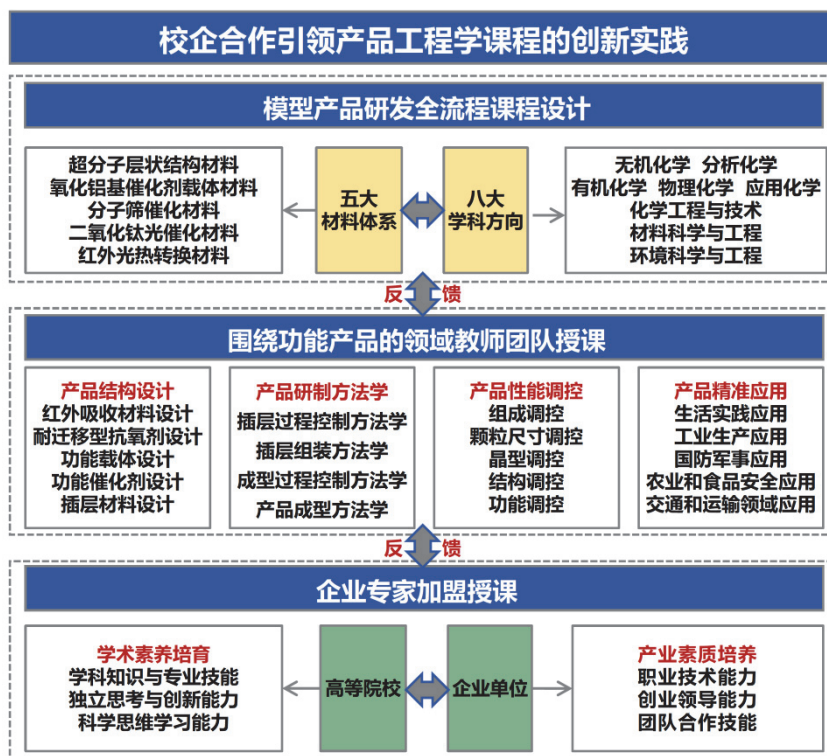 校企合作引领产品工程学课程的创新实践
模型产品研发全流程课程设计
超分子层状结构材料
氧化铝基催化剂载体材料
分子筛催化材料
二氧化钛光催化材料
红外光热转换材料
五大
材料体系
八大
学科方向
无机化学 分析化学
有机化学 物理化学 应用化学
化学工程与技术
材料科学与工程
环境科学与工程
反 馈
围绕功能产品的领域教师团队授课
产品结构设计
红外吸收材料设计
耐迁移型抗氧剂设计
功能载体设计
功能催化剂设计
插层材料设计
产品研制方法学
插层过程控制方法学
插层组装方法学
成型过程控制方法学
产品成型方法学
产品性能调控
组成调控
颗粒尺寸调控
晶型调控
结构调控
功能调控
产品精准应用
生活实践应用
工业生产应用
国防军事应用
农业和食品安全应用
交通和运输领域应用
反 馈
企业专家加盟授课
学术素养培育
学科知识与专业技能
独立思考与创新能力
科学思维学习能力
高等院校
企业单位
产业素质培养
职业技术能力
创业领导能力
团队合作技能